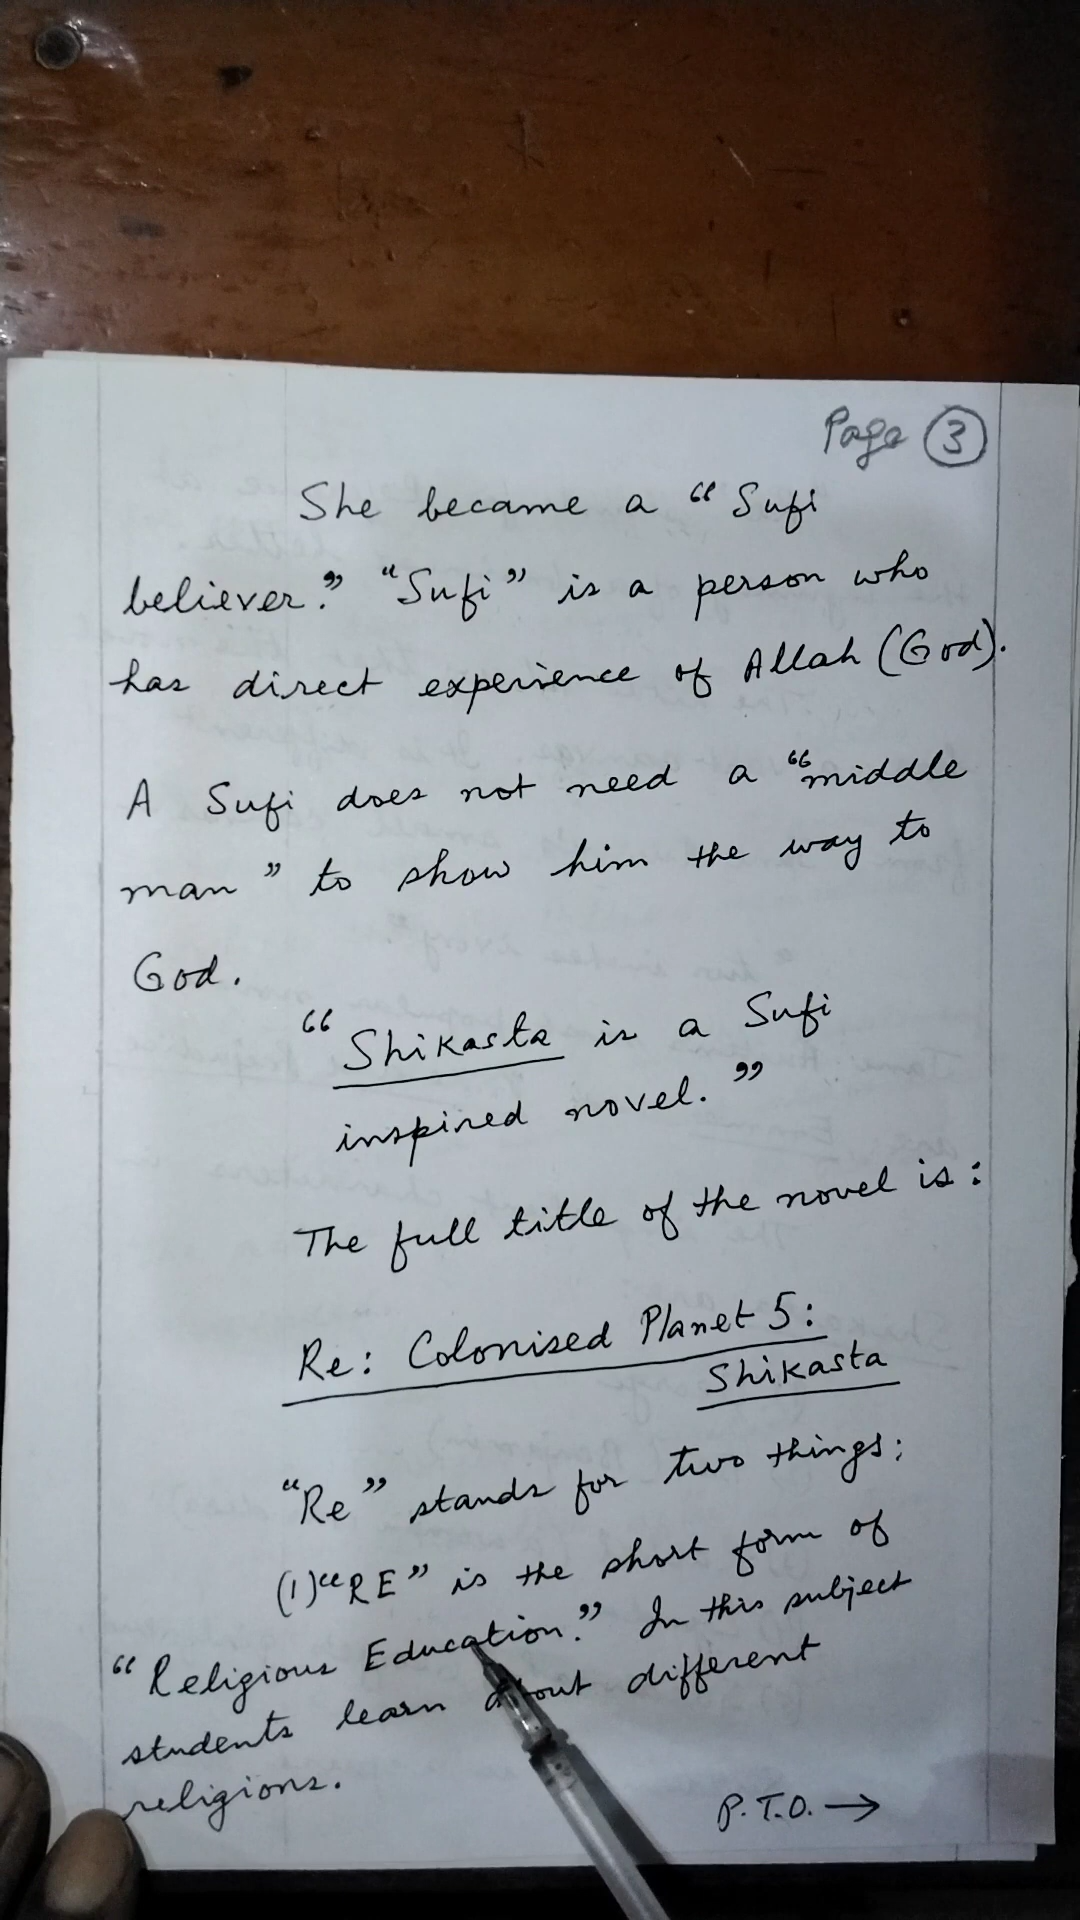 Page 3
She became a "Sufi
believer." "Sufi" is a person who
has direct experience of Allah (God).
A Sufi does not need a "middle
man" to show him the way to
God.
"Shikasta is a Sufi
inspired novel."
The full title of the novel is:
Re: Colonised Planet 5:
Shikasta
"Re" stands for two things:
(1) "RE" is the short form of
"Religious Education." In this subject
students learn about different
religions.
P.T.O. →